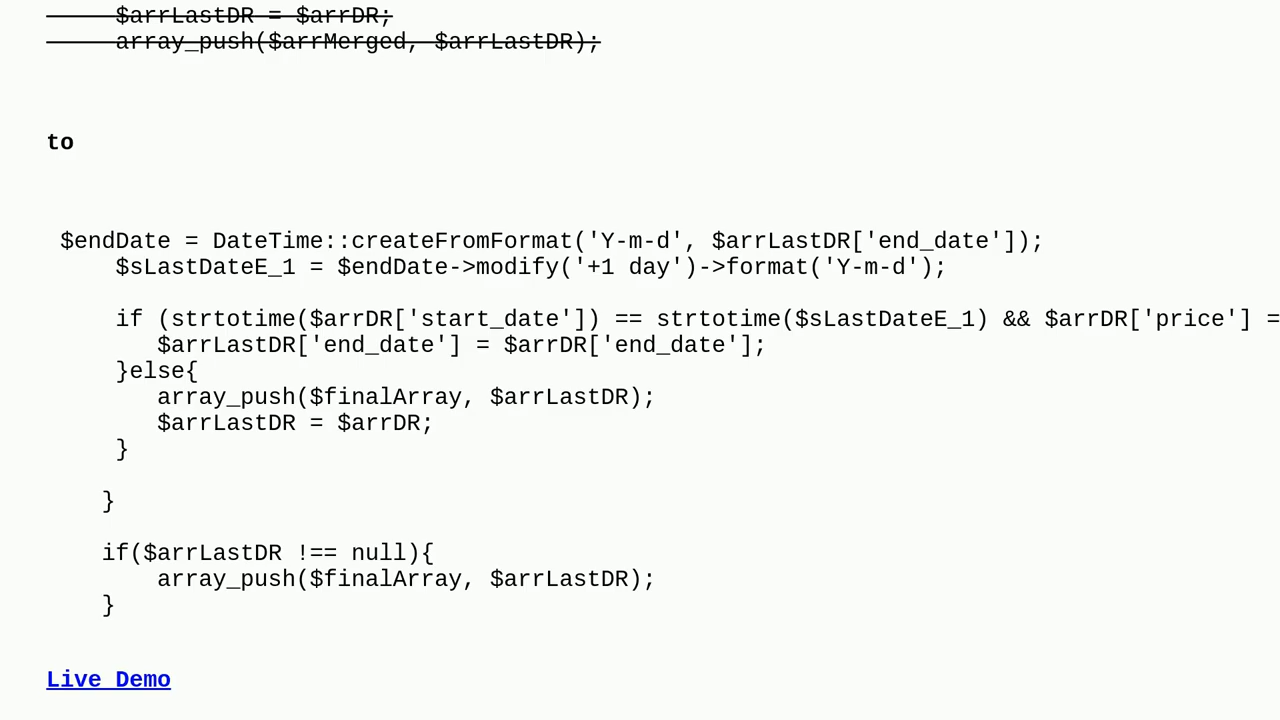 $arrLastDR = $arrDR;
array_push($arrMerged, $arrLastDR);
to
$endDate = DateTime::createFromFormat('Y-m-d', $arrLastDR['end_date']);
$sLastDateE_1 = $endDate->modify('+1 day')->format('Y-m-d');
if (strtotime($arrDR['start_date']) == strtotime($sLastDateE_1) && $arrDR['price'] =
$arrLastDR['end_date'] = $arrDR['end_date'];
}else{
array_push($finalArray, $arrLastDR);
$arrLastDR = $arrDR;
}
}
if($arrLastDR !== null){
array_push($finalArray, $arrLastDR);
}
Live Demo